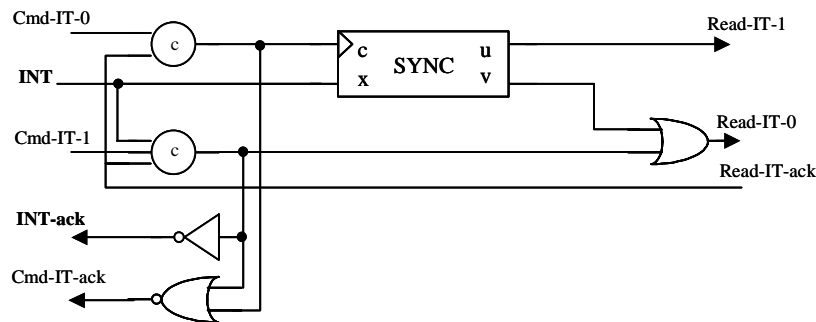 Cmd-IT-0
Read-IT-1
c
c
u
SYNC
INT
x
v
Read-IT-0
Cmd-IT-1
c
Read-IT-ack
INT-ack
Cmd-IT-ack